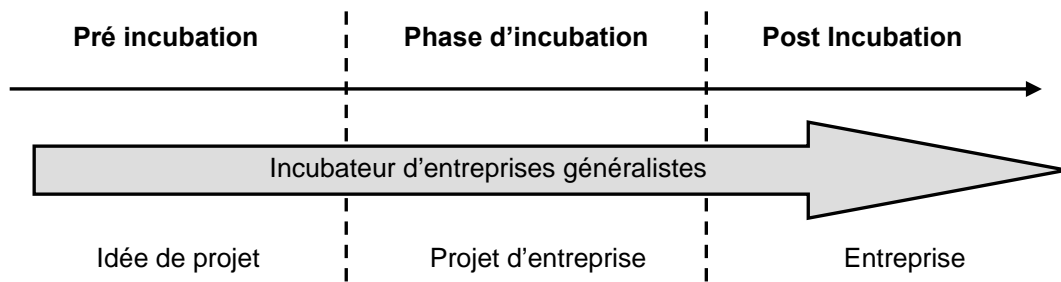 Pré incubation
Phase d’incubation
Post Incubation
Incubateur d’entreprises généralistes
Idée de projet
Projet d’entreprise
Entreprise